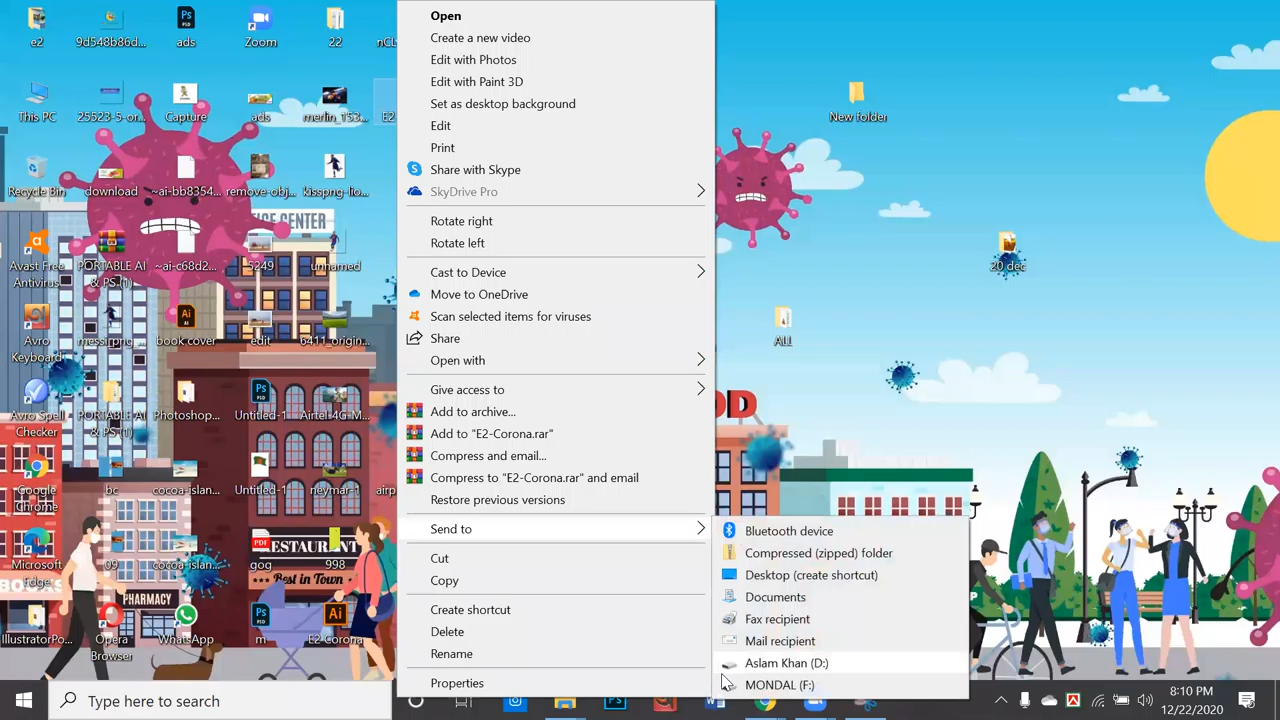 e2
9d548b86d...
ads
Zoom
22
This PC
25523-5-or...
Capture
ads
merlin_153...
E2
Recycle Bin
download
~ai-bb8354...
remove-obj...
kisspng-lio...
Avast Free
Antivirus
PORTABLE AI
& PS (1)
~ai-c68d2...
5249
unnamed
Avro
Keyboard
messi png...
book cover
edit
6411_origin...
Avro Spell
Checker
PORTABLE AI
& PS (1)
Photoshop...
Untitled-1
Airtel-4G-M...
Google
Chrome
bc
cocoa-islan...
Untitled-1
neymar-1
airp
Microsoft
Edge
09
cocoa-islan...
gog
998
IllustratorPo...
Opera
Browser
WhatsApp
m
E2 Corona
RESTAURANT
Best in Town
PHARMACY
Open
Create a new video
Edit with Photos
Edit with Paint 3D
Set as desktop background
Edit
Print
Share with Skype
SkyDrive Pro
Rotate right
Rotate left
Cast to Device
Move to OneDrive
Scan selected items for viruses
Share
Open with
Give access to
Add to archive...
Add to "E2-Corona.rar"
Compress and email...
Compress to "E2-Corona.rar" and email
Restore previous versions
Send to
Cut
Copy
Create shortcut
Delete
Rename
Properties
Bluetooth device
Compressed (zipped) folder
Desktop (create shortcut)
Documents
Fax recipient
Mail recipient
Aslam Khan (D:)
MONDAL (F:)
New folder
20 dec
ALL
Type here to search
8:10 PM
12/22/2020